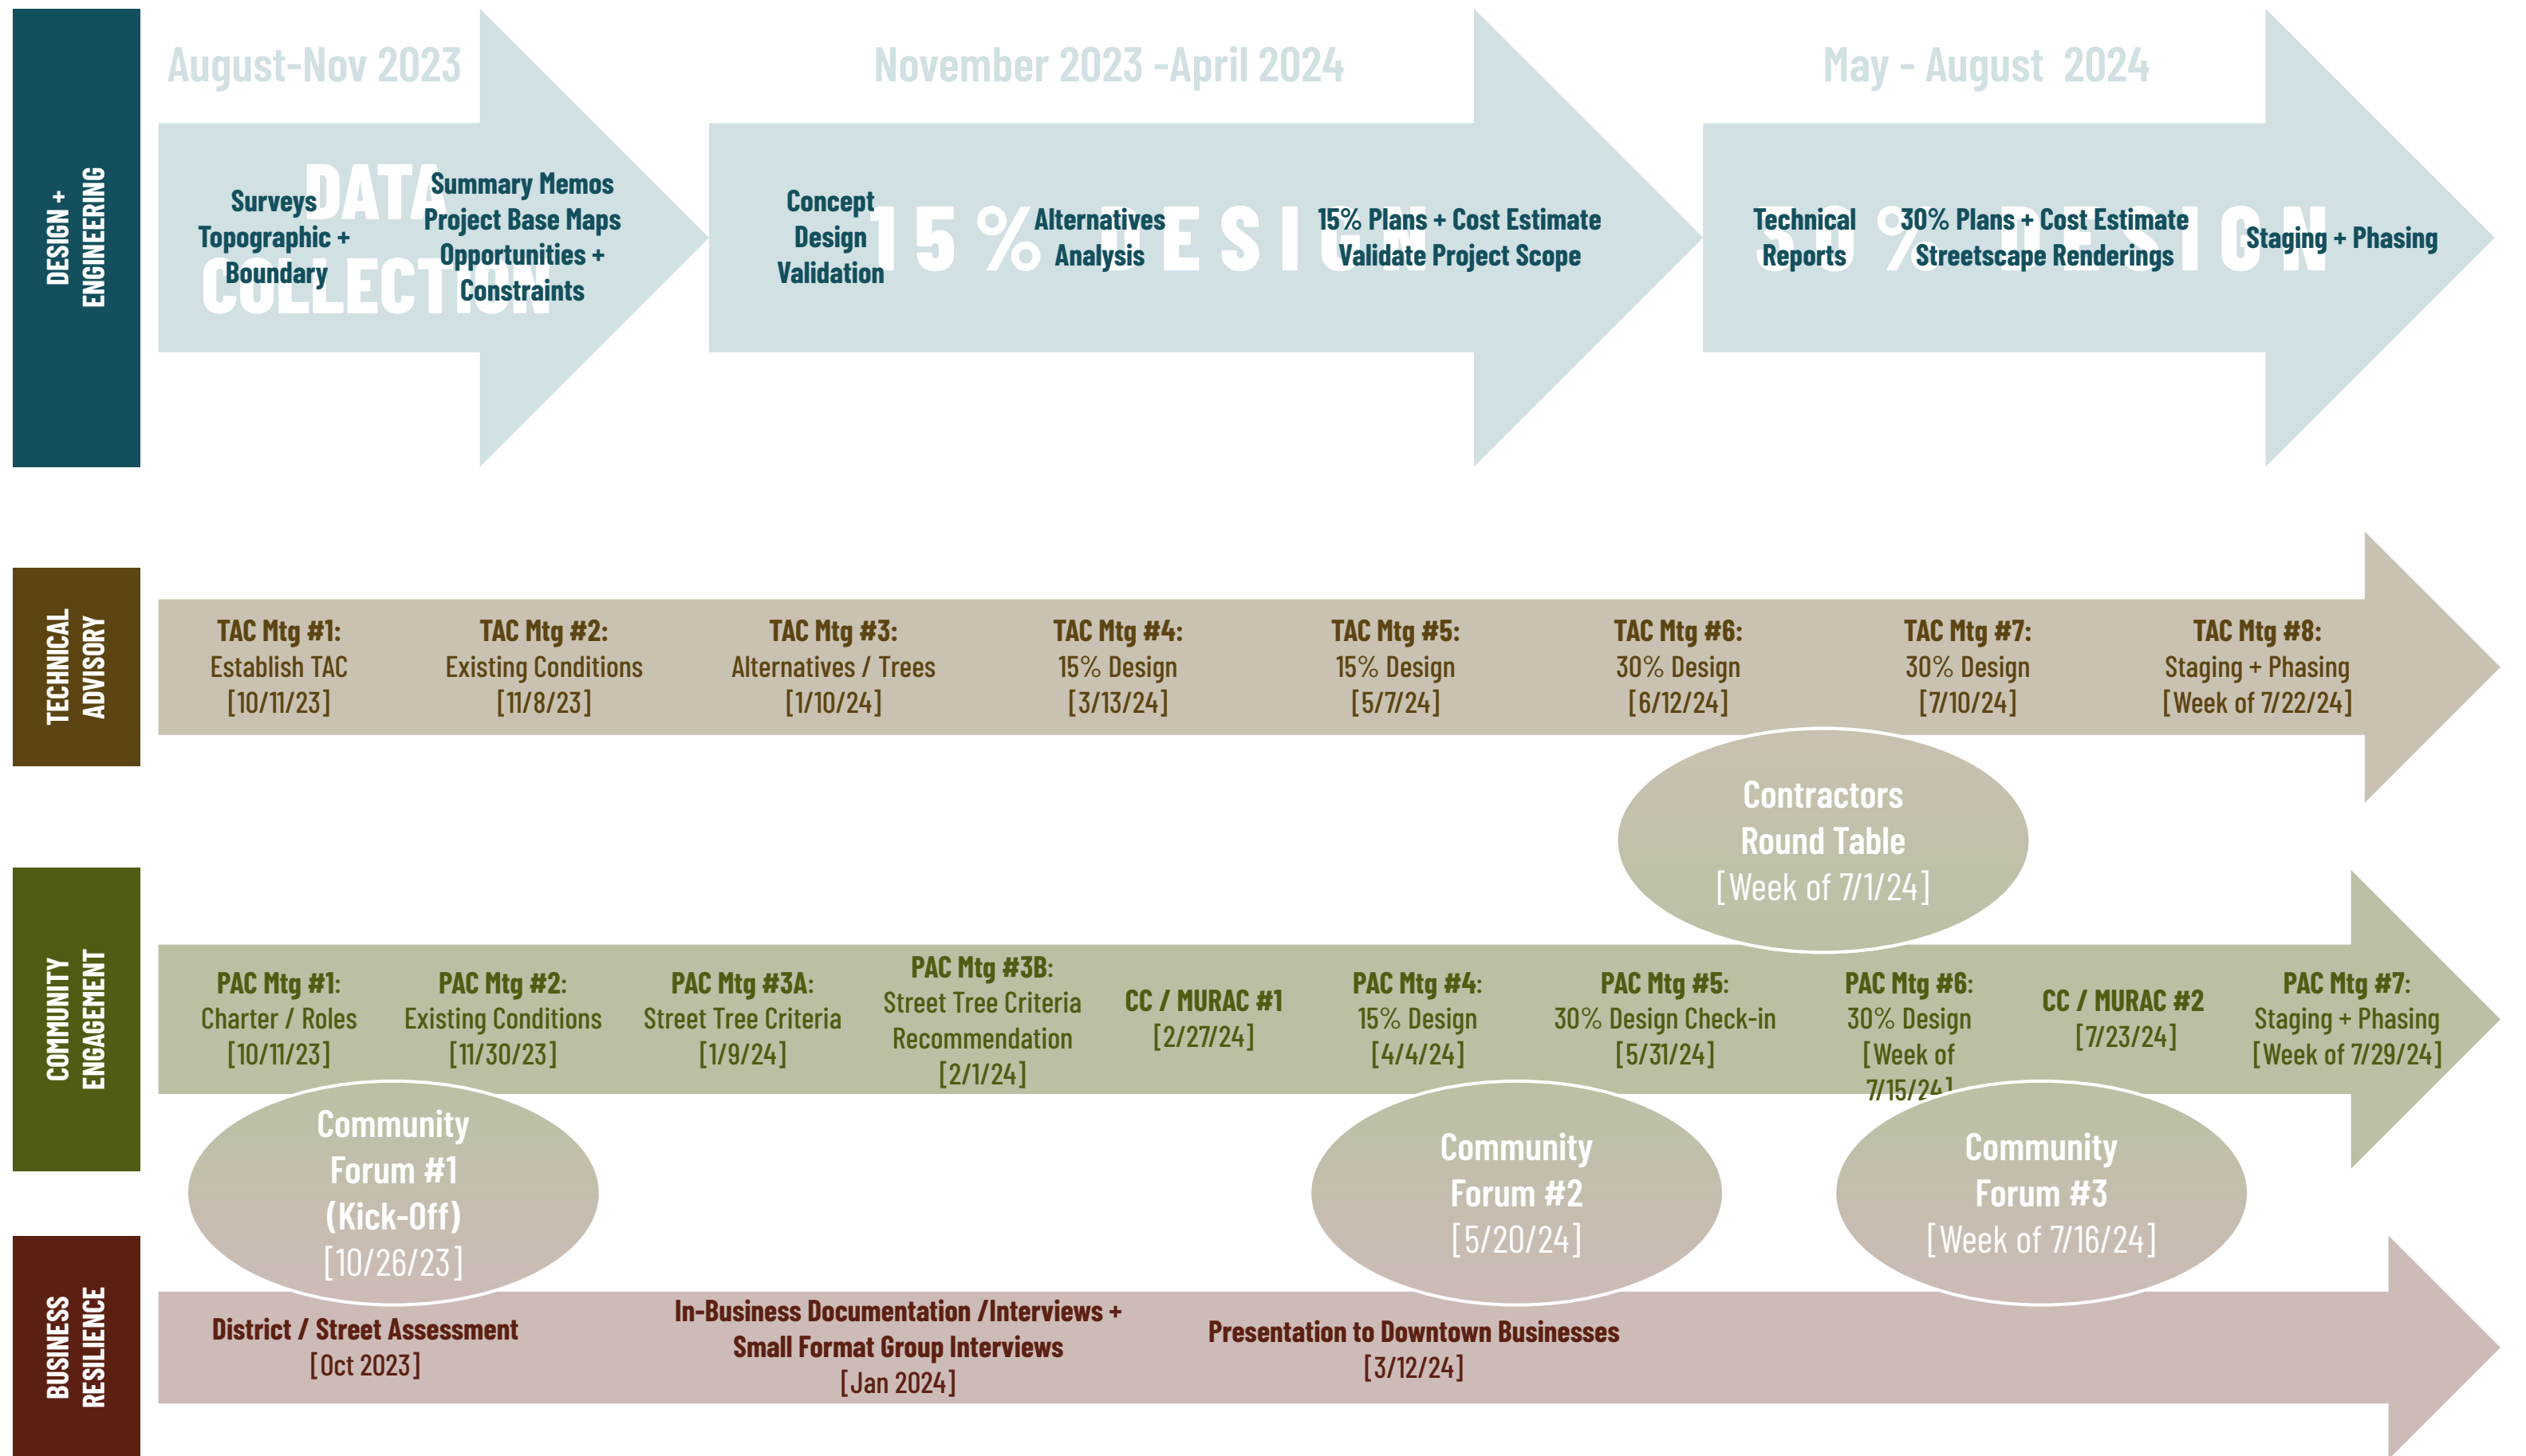 DESIGN +
ENGINEERING
August-Nov 2023
DATA
COLLECTION
Surveys
Topographic +
Boundary
Summary Memos
Project Base Maps
Opportunities +
Constraints
November 2023 -April 2024
15% DESIGN
Concept
Design
Validation
Alternatives
Analysis
15% Plans + Cost Estimate
Validate Project Scope
May - August 2024
30% DESIGN
Technical
Reports
30% Plans + Cost Estimate
Streetscape Renderings
Staging + Phasing
TECHNICAL
ADVISORY
TAC Mtg #1:
Establish TAC
[10/11/23]
TAC Mtg #2:
Existing Conditions
[11/8/23]
TAC Mtg #3:
Alternatives / Trees
[1/10/24]
TAC Mtg #4:
15% Design
[3/13/24]
TAC Mtg #5:
15% Design
[5/7/24]
TAC Mtg #6:
30% Design
[6/12/24]
TAC Mtg #7:
30% Design
[7/10/24]
TAC Mtg #8:
Staging + Phasing
[Week of 7/22/24]
Contractors
Round Table
[Week of 7/1/24]
COMMUNITY
ENGAGEMENT
PAC Mtg #1:
Charter / Roles
[10/11/23]
PAC Mtg #2:
Existing Conditions
[11/30/23]
PAC Mtg #3A:
Street Tree Criteria
[1/9/24]
PAC Mtg #3B:
Street Tree Criteria
Recommendation
[2/1/24]
CC / MURAC #1
[2/27/24]
PAC Mtg #4:
15% Design
[4/4/24]
PAC Mtg #5:
30% Design Check-in
[5/31/24]
PAC Mtg #6:
30% Design
[Week of
7/15/24]
CC / MURAC #2
[7/23/24]
PAC Mtg #7:
Staging + Phasing
[Week of 7/29/24]
Community
Forum #1
(Kick-Off)
[10/26/23]
Community
Forum #2
[5/20/24]
Community
Forum #3
[Week of 7/16/24]
BUSINESS
RESILIENCE
District / Street Assessment
[Oct 2023]
In-Business Documentation /Interviews +
Small Format Group Interviews
[Jan 2024]
Presentation to Downtown Businesses
[3/12/24]